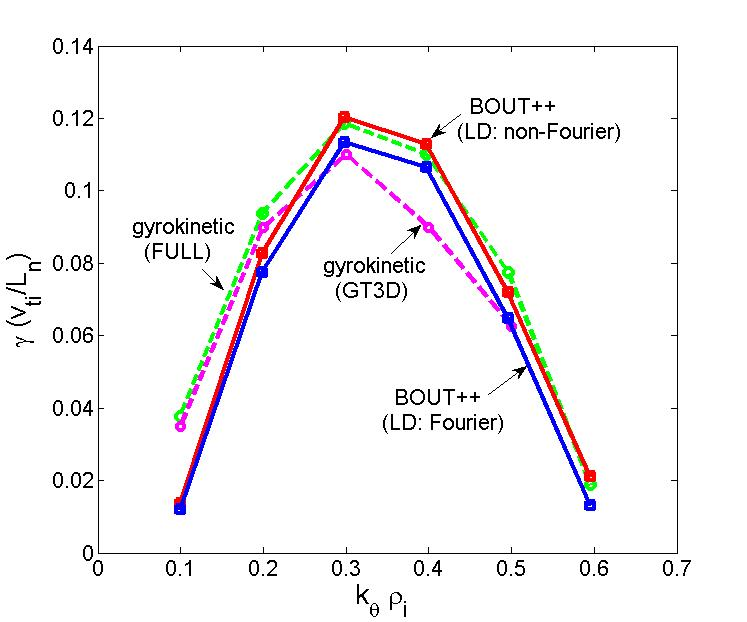 0.14
0.12
0.1
0.08
0.06
0.04
0.02
0
γ (v_ti/L_n)
BOUT++
(LD: non-Fourier)
gyrokinetic
(FULL)
gyrokinetic
(GT3D)
BOUT++
(LD: Fourier)
0 0.1 0.2 0.3 0.4 0.5 0.6 0.7
k_θ ρ_i